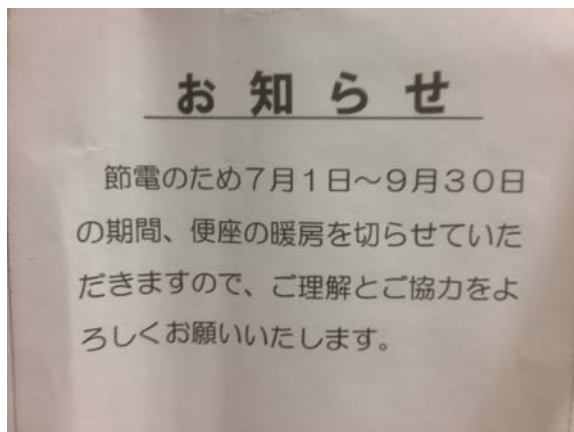 お知らせ
節電のため7月1日～9月30日
の期間、便座の暖房を切らせていた
だきますので、ご理解とご協力をよ
ろしくお願いいたします。